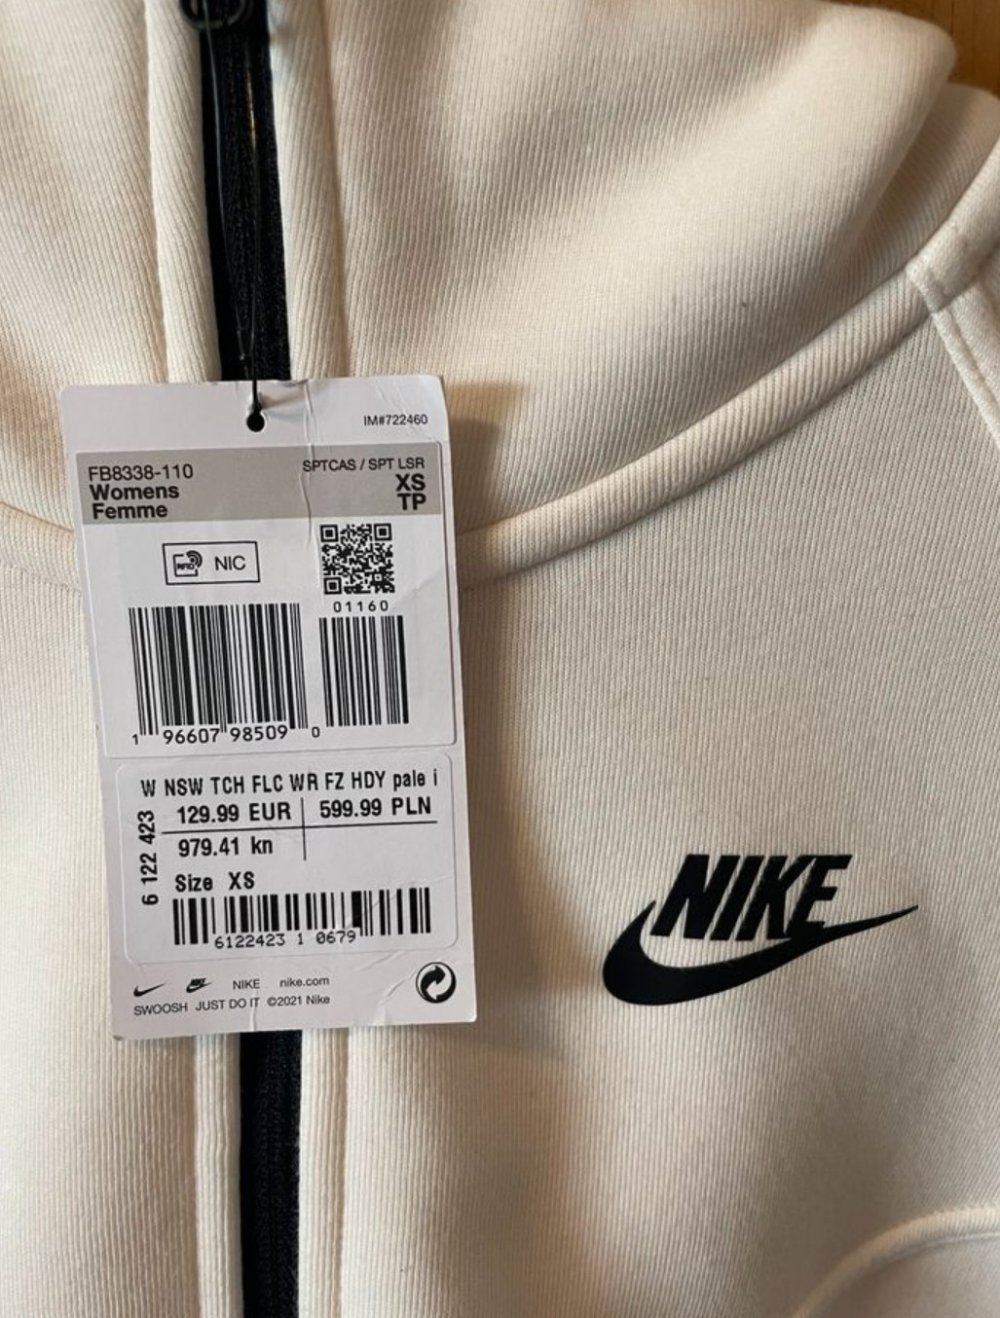 IM#722460
FB8338-110
SPTCAS / SPT LSR
Womens
XS
Femme
TP
RFID
NIC
01160
1 96607 98509 0
W NSW TCH FLC WR FZ HDY pale i
129.99 EUR 599.99 PLN
979.41 kn
6 122 423
Size XS
6122423 1 0679
NIKE nike.com
SWOOSH JUST DO IT ©2021 Nike
NIKE